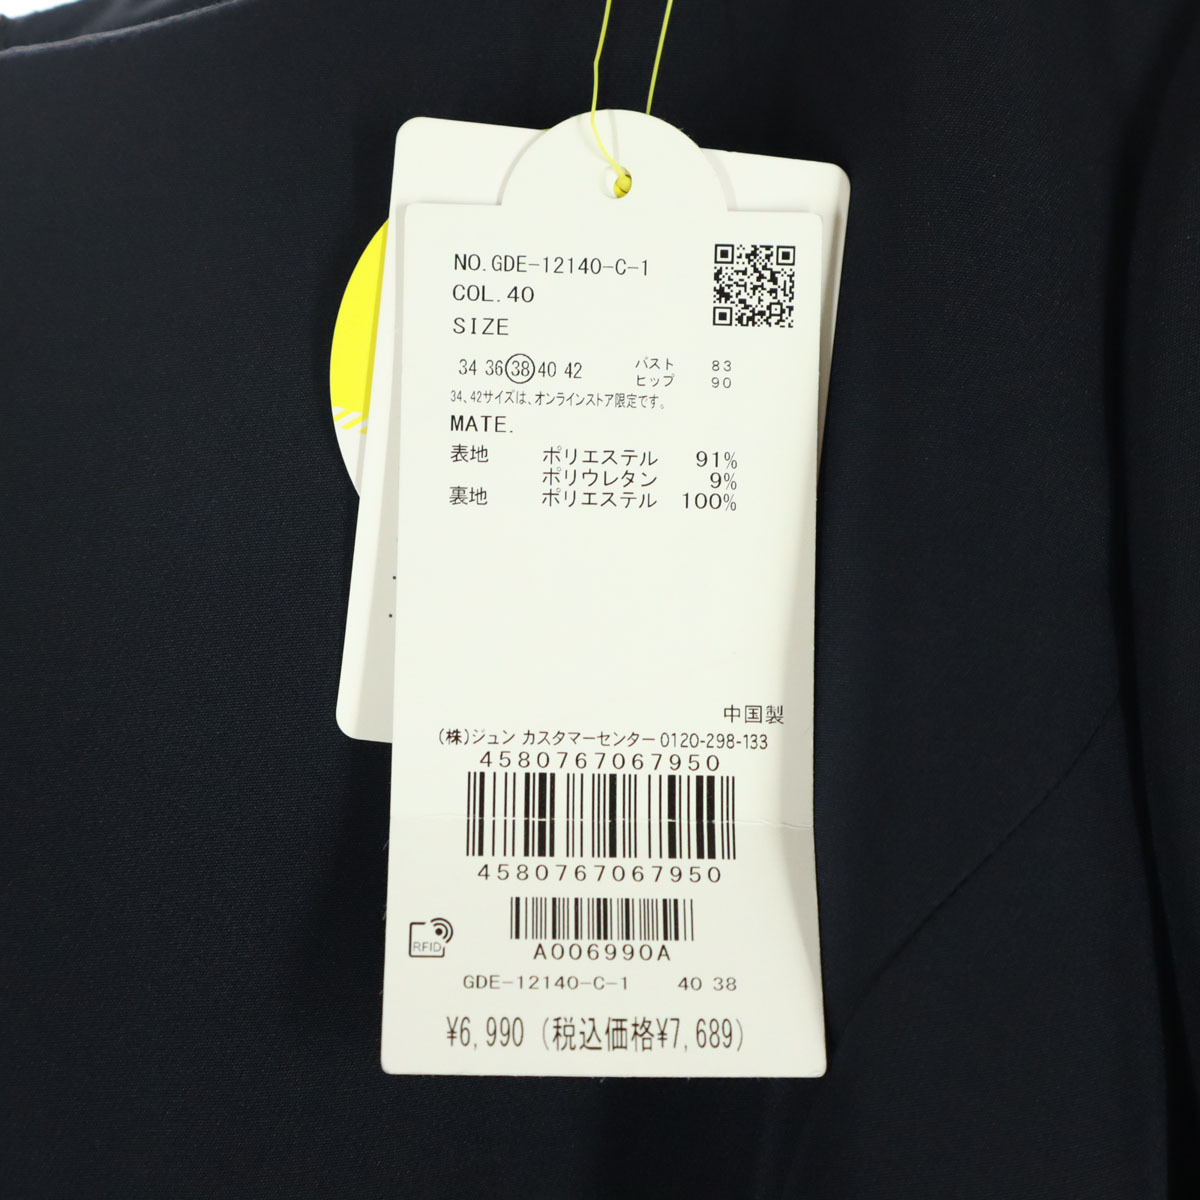 NO.GDE-12140-C-1
COL.40
SIZE
34 36 38 40 42 バスト 83
ヒップ 90
34、42サイズは、オンラインストア限定です。
MATE.
表地 ポリエステル 91%
ポリウレタン 9%
裏地 ポリエステル 100%
中国製
(株)ジュン カスタマーセンター 0120-298-133
4580767067950
4580767067950
RFID
A006990A
GDE-12140-C-1 40 38
¥6,990 (税込価格¥7,689)